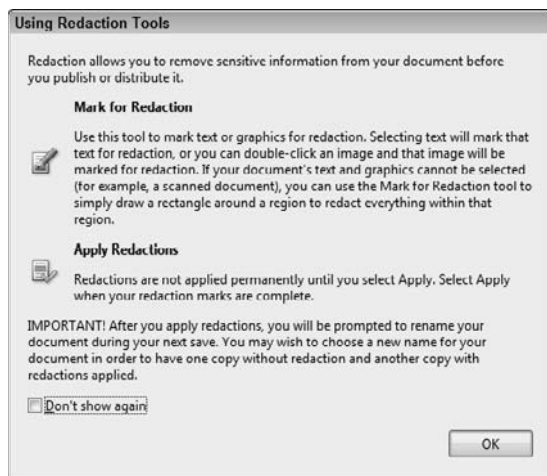 Using Redaction Tools
Redaction allows you to remove sensitive information from your document before
you publish or distribute it.
Mark for Redaction
Use this tool to mark text or graphics for redaction. Selecting text will mark that
text for redaction, or you can double-click an image and that image will be
marked for redaction. If your document's text and graphics cannot be selected
(for example, a scanned document), you can use the Mark for Redaction tool to
simply draw a rectangle around a region to redact everything within that
region.
Apply Redactions
Redactions are not applied permanently until you select Apply. Select Apply
when your redaction marks are complete.
IMPORTANT! After you apply redactions, you will be prompted to rename your
document during your next save. You may wish to choose a new name for your
document in order to have one copy without redaction and another copy with
redactions applied.
Don't show again
OK